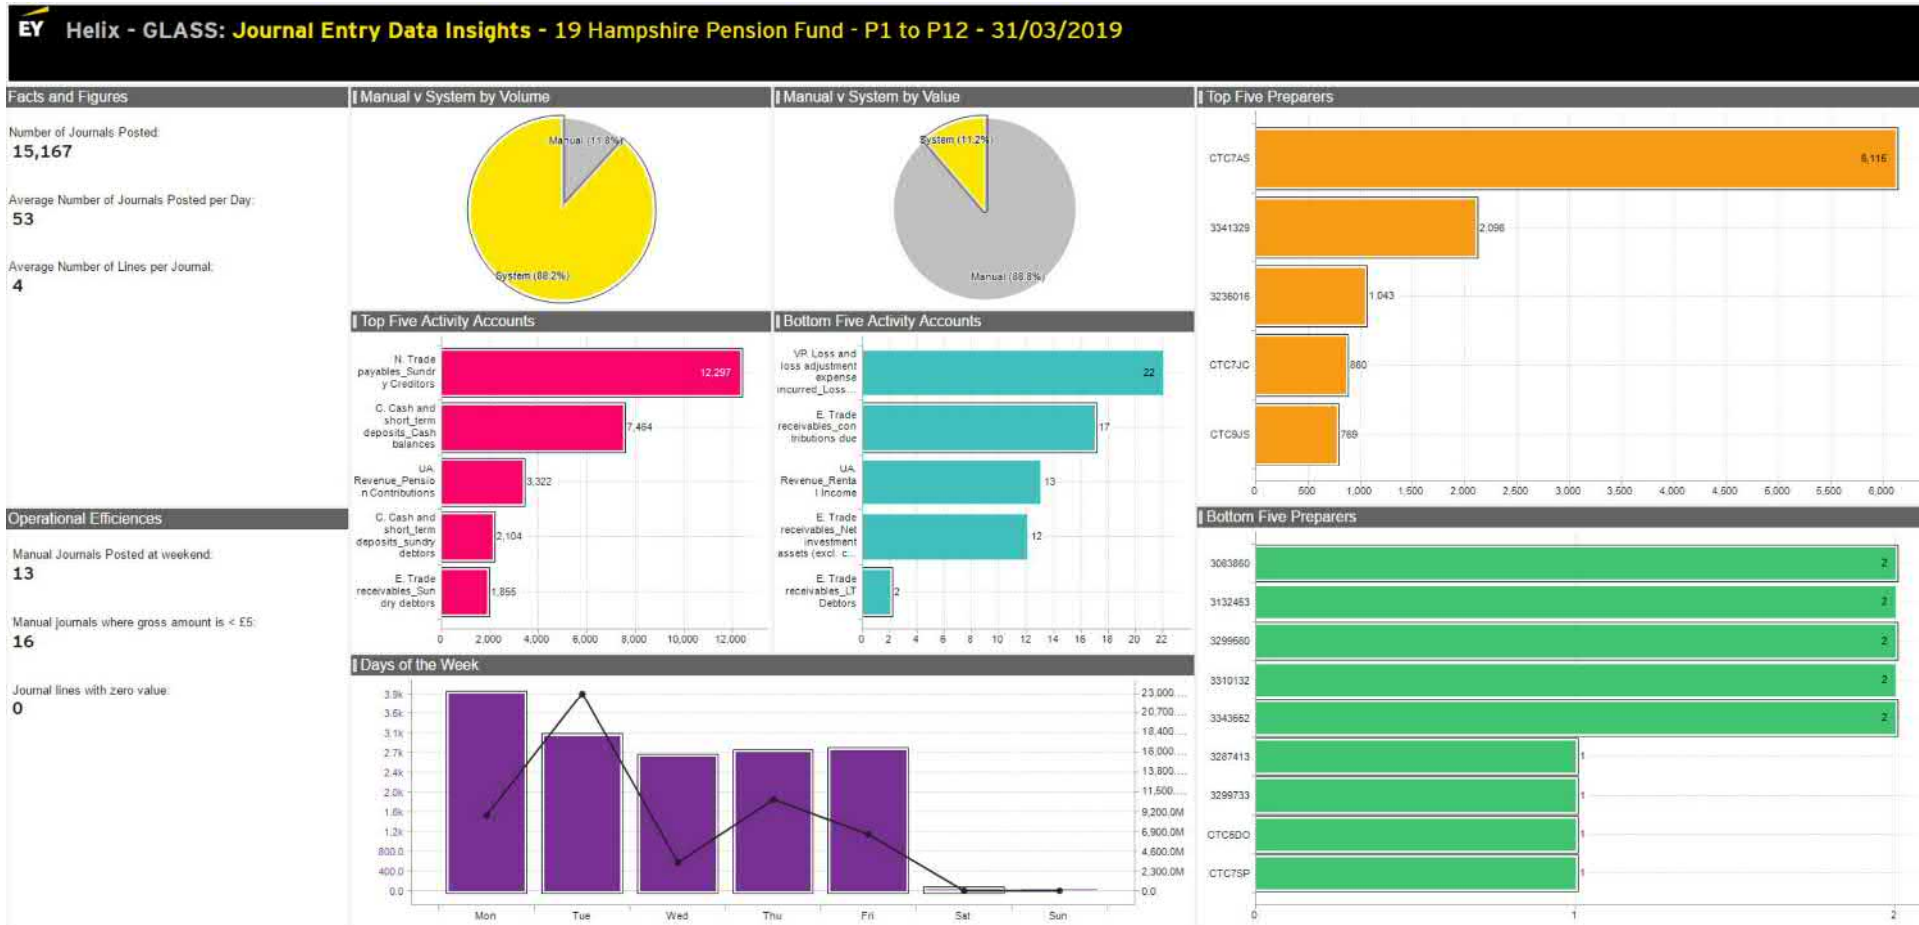 EY Helix - GLASS: Journal Entry Data Insights - 19 Hampshire Pension Fund - P1 to P12 - 31/03/2019
Facts and Figures
Number of Journals Posted:
15,167
Average Number of Journals Posted per Day:
53
Average Number of Lines per Journal:
4
Operational Efficiences
Manual Journals Posted at weekend:
13
Manual journals where gross amount is < £5:
16
Journal lines with zero value:
0
Manual v System by Volume
Manual (11.8%)
System (88.2%)
Manual v System by Value
System (11.2%)
Manual (88.8%)
Top Five Activity Accounts
N. Trade
payables_Sundr
y Creditors
12,297
C. Cash and
short_term
deposits_Cash
balances
7,464
UA.
Revenue_Pensio
n Contributions
3,322
C. Cash and
short_term
deposits_sundry
debtors
2,104
E. Trade
receivables_Sun
dry debtors
1,855
0 2,000 4,000 6,000 8,000 10,000 12,000
Bottom Five Activity Accounts
VP. Loss and
loss adjustment
expense
incurred_Loss...
22
E. Trade
receivables_con
tributions due
17
UA.
Revenue_Renta
l Income
13
E. Trade
receivables_Net
investment
assets (excl. c...
12
E. Trade
receivables_LT
Debtors
2
0 2 4 6 8 10 12 14 16 18 20 22
Days of the Week
3.9k
3.5k
3.1k
2.7k
2.4k
2.0k
1.6k
1.2k
800.0
400.0
0.0
23,000....
20,700....
18,400....
16,000....
13,800....
11,500....
9,200.0M
6,900.0M
4,600.0M
2,300.0M
0.0
Mon Tue Wed Thu Fri Sat Sun
Top Five Preparers
CTC7AS
6,116
3341329
2,096
3236016
1,043
CTC7JC
860
CTC9JS
769
0 500 1,000 1,500 2,000 2,500 3,000 3,500 4,000 4,500 5,000 5,500 6,000
Bottom Five Preparers
3083860
2
3132453
2
3299680
2
3310132
2
3343552
2
3287413
1
3299733
1
1
CTC7SP
1
0 1 2